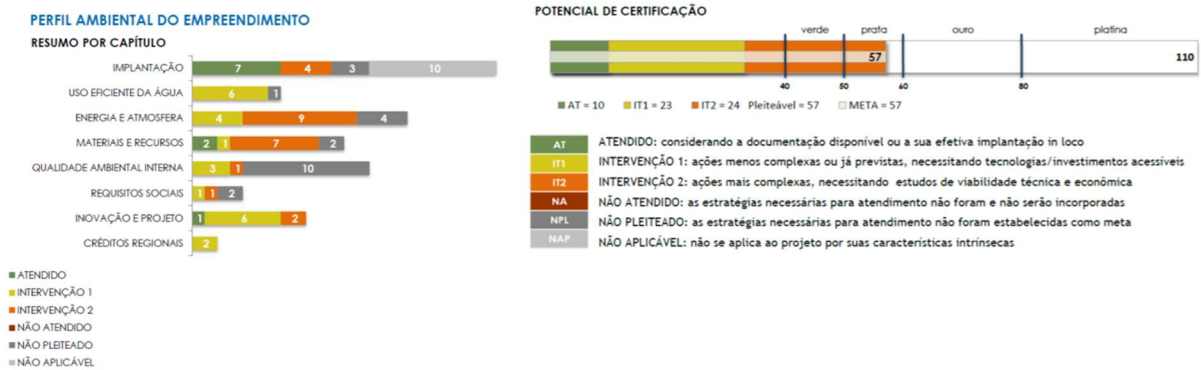 PERFIL AMBIENTAL DO EMPREENDIMENTO
RESUMO POR CAPÍTULO
IMPLANTAÇÃO 7 4 3 10
USO EFICIENTE DA ÁGUA 6 1
ENERGIA E ATMOSFERA 4 9 4
MATERIAIS E RECURSOS 2 1 7 2
QUALIDADE AMBIENTAL INTERNA 3 1 10
REQUISITOS SOCIAIS 1 1 2
INOVAÇÃO E PROJETO 1 6 2
CRÉDITOS REGIONAIS 2
ATENDIDO
INTERVENÇÃO 1
INTERVENÇÃO 2
NÃO ATENDIDO
NÃO PLEITEADO
NÃO APLICÁVEL
POTENCIAL DE CERTIFICAÇÃO
verde prata ouro platina
57 110
40 50 60 80
AT = 10 IT1 = 23 IT2 = 24 Pleiteável = 57 META = 57
AT ATENDIDO: considerando a documentação disponível ou a sua efetiva implantação in loco
IT1 INTERVENÇÃO 1: ações menos complexas ou já previstas, necessitando tecnologias/investimentos acessíveis
IT2 INTERVENÇÃO 2: ações mais complexas, necessitando estudos de viabilidade técnica e econômica
NA NÃO ATENDIDO: as estratégias necessárias para atendimento não foram e não serão incorporadas
NPL NÃO PLEITEADO: as estratégias necessárias para atendimento não foram estabelecidas como meta
NAP NÃO APLICÁVEL: não se aplica ao projeto por suas características intrínsecas